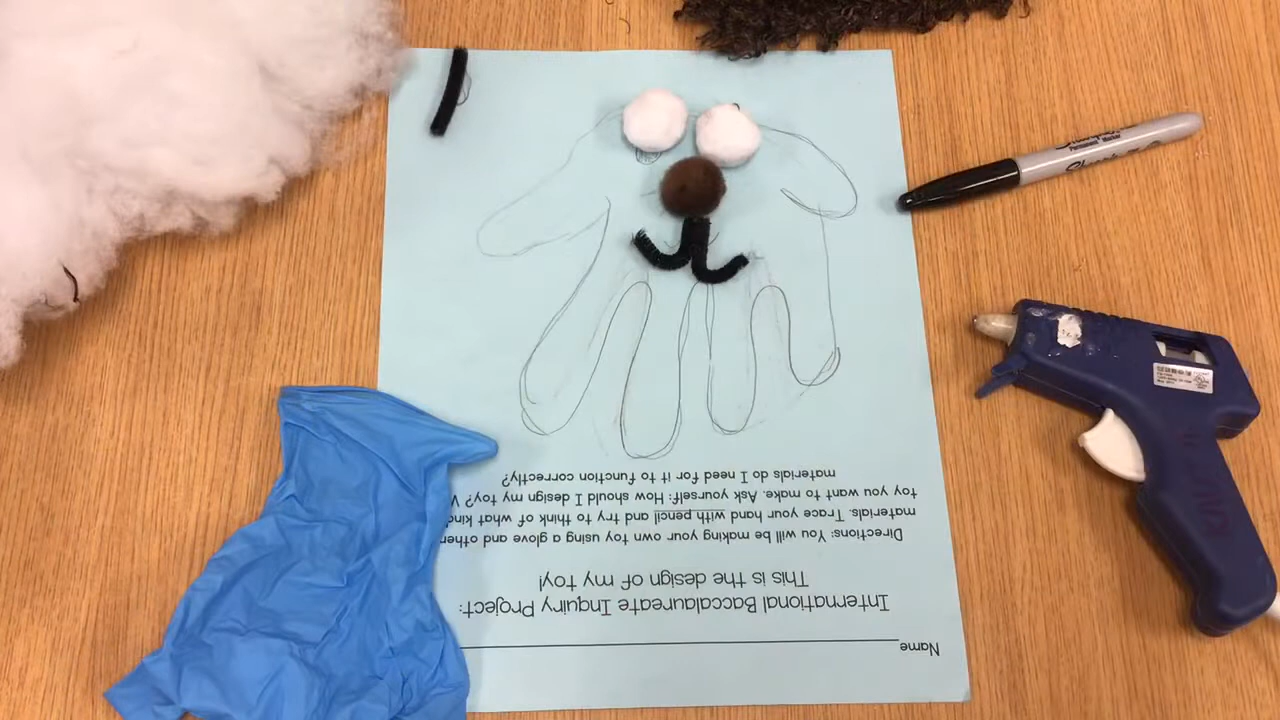 Name
International Baccalaureate Inquiry Project:
This is the design of my toy!
Directions: You will be making your own toy using a glove and other
materials. Trace your hand with pencil and try to think of what kind
toy you want to make. Ask yourself: How should I design my toy?
materials do I need for it to function correctly?
Sharpie
Permanent Marker